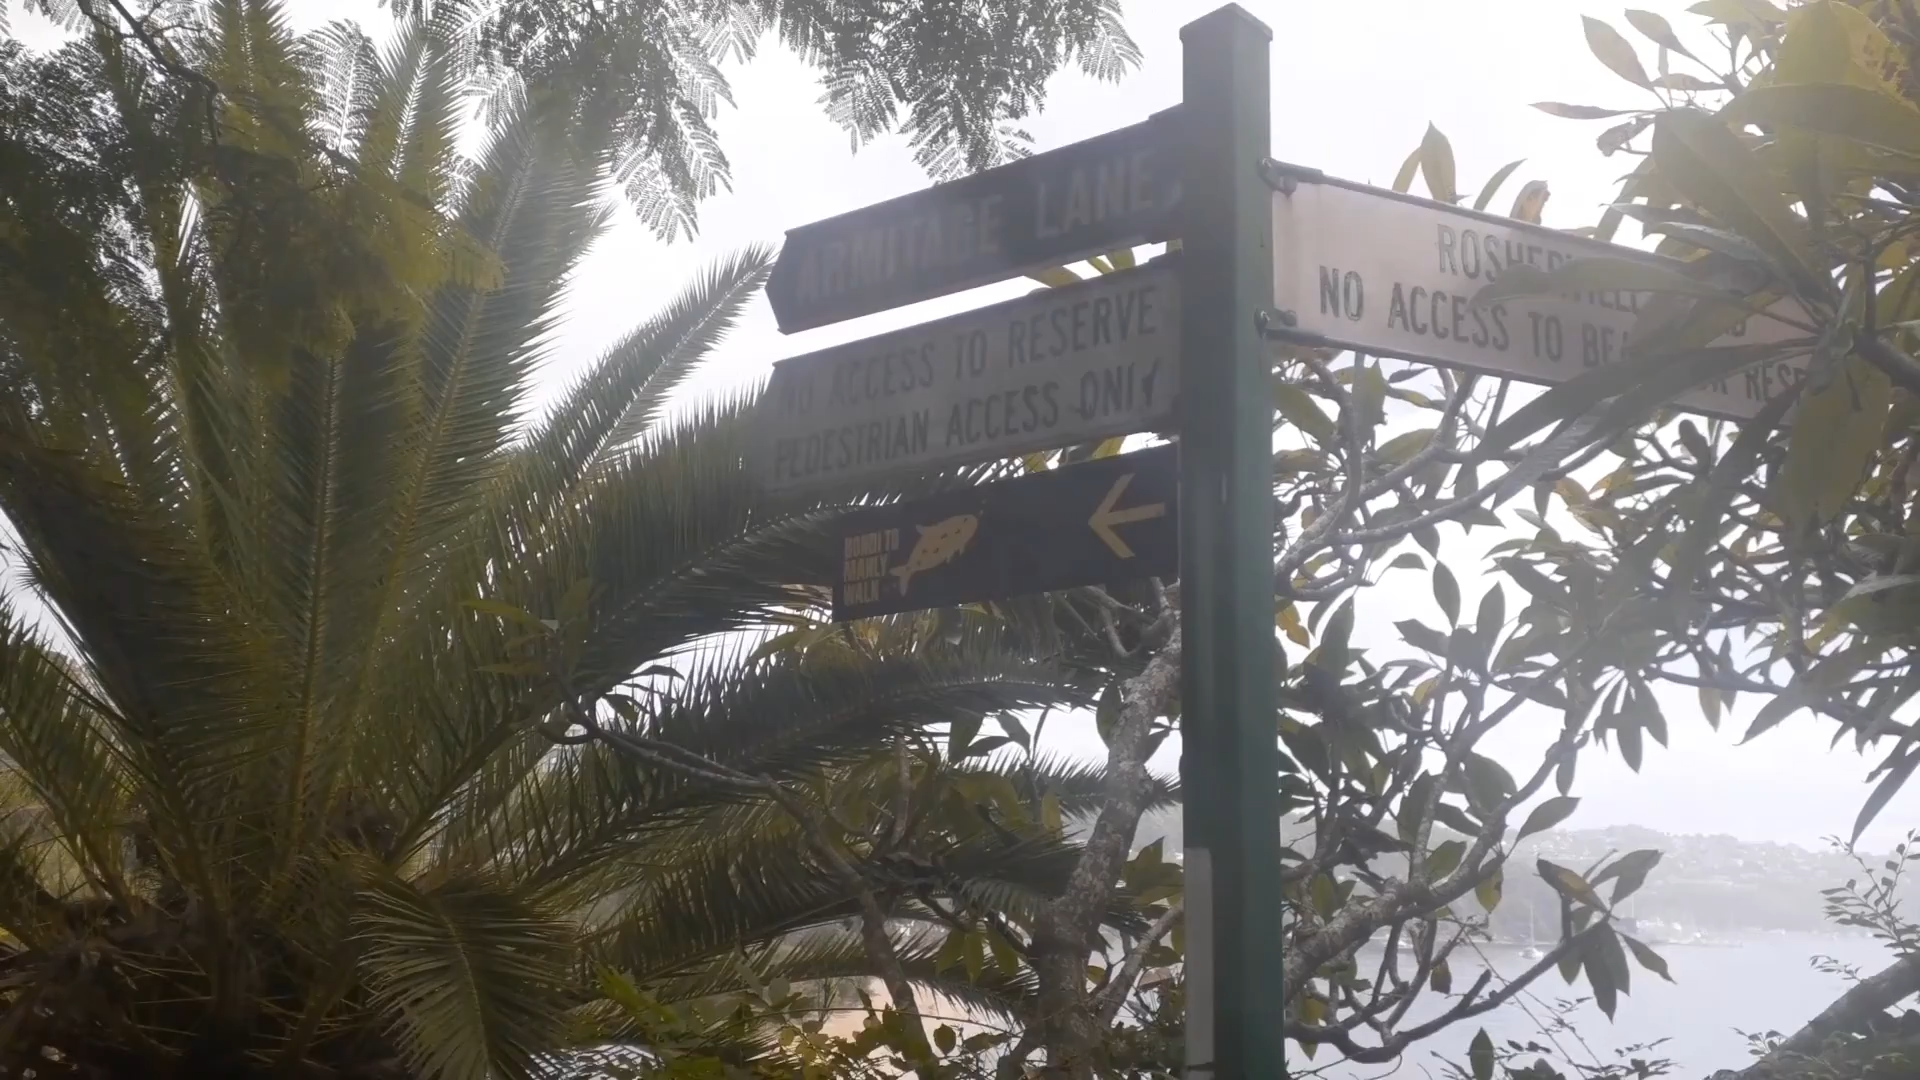 ARMITAGE LANE
NO ACCESS TO RESERVE
PEDESTRIAN ACCESS ONLY
BONDI TO
MANLY
WALK
NO ACCESS TO